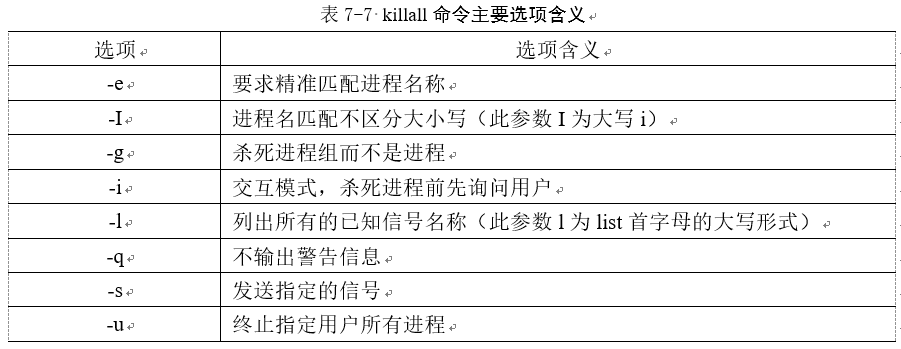 表 7-7 killall 命令主要选项含义
选项 选项含义
-e 要求精准匹配进程名称
-I 进程名匹配不区分大小写（此参数 I 为大写 i）
-g 杀死进程组而不是进程
-i 交互模式，杀死进程前先询问用户
-l 列出所有的已知信号名称（此参数 l 为 list 首字母的大写形式）
-q 不输出警告信息
-s 发送指定的信号
-u 终止指定用户所有进程